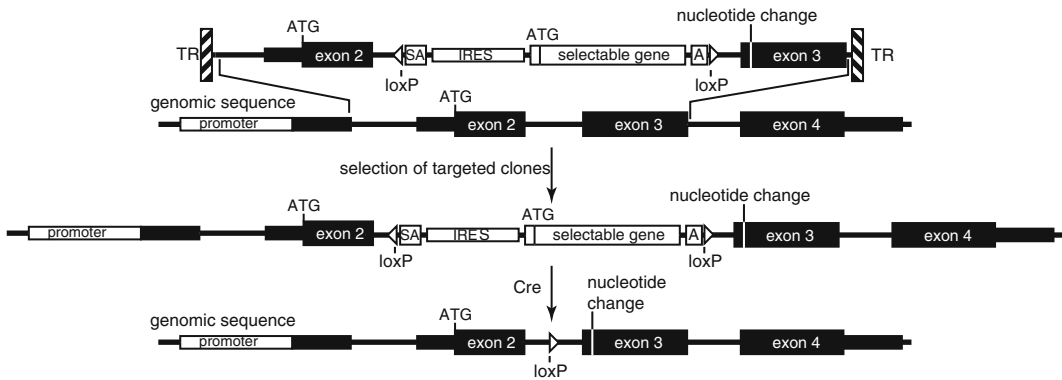 nucleotide change
ATG
ATG
TR
exon 2
SA
IRES
selectable gene
A
exon 3
TR
loxP
loxP
genomic sequence
ATG
promoter
exon 2
exon 3
exon 4
selection of targeted clones
nucleotide change
ATG
ATG
promoter
exon 2
SA
IRES
selectable gene
A
exon 3
exon 4
loxP
loxP
Cre
nucleotide
change
genomic sequence
ATG
promoter
exon 2
exon 3
exon 4
loxP